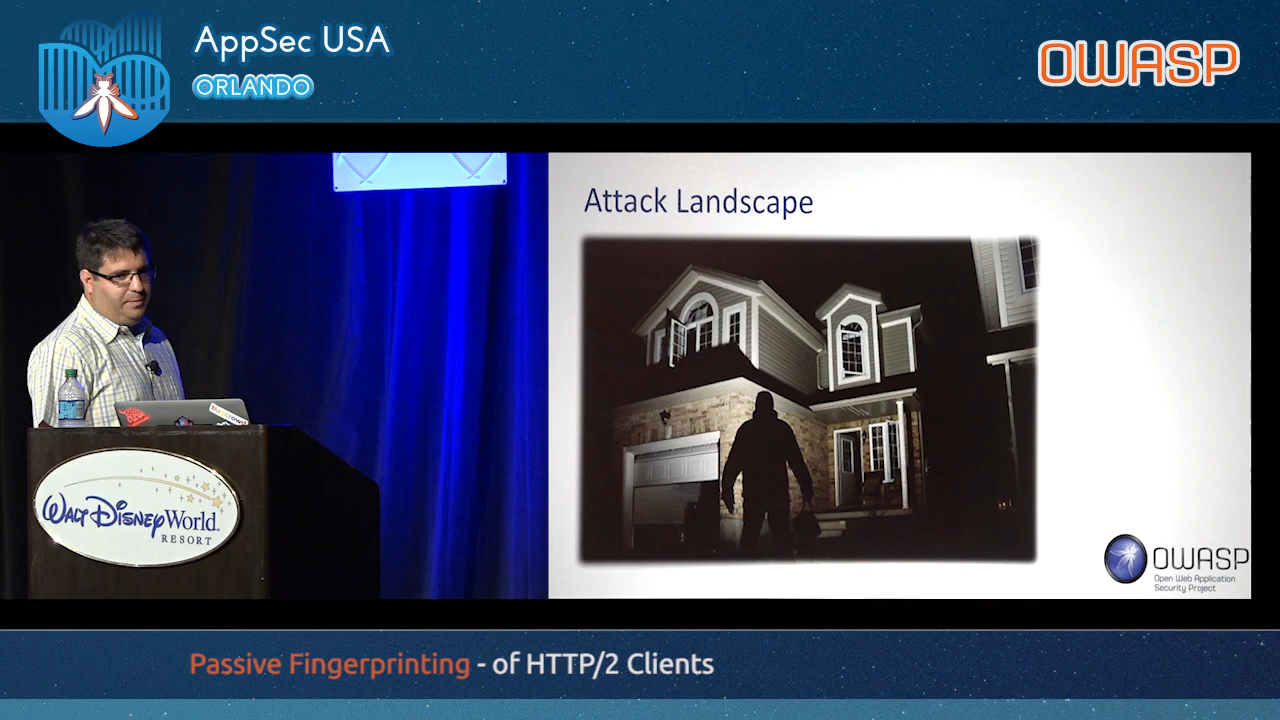 AppSec USA
ORLANDO
OWASP
Attack Landscape
WALT DISNEY World.
RESORT
OWASP
Open Web Application
Security Project
Passive Fingerprinting - of HTTP/2 Clients